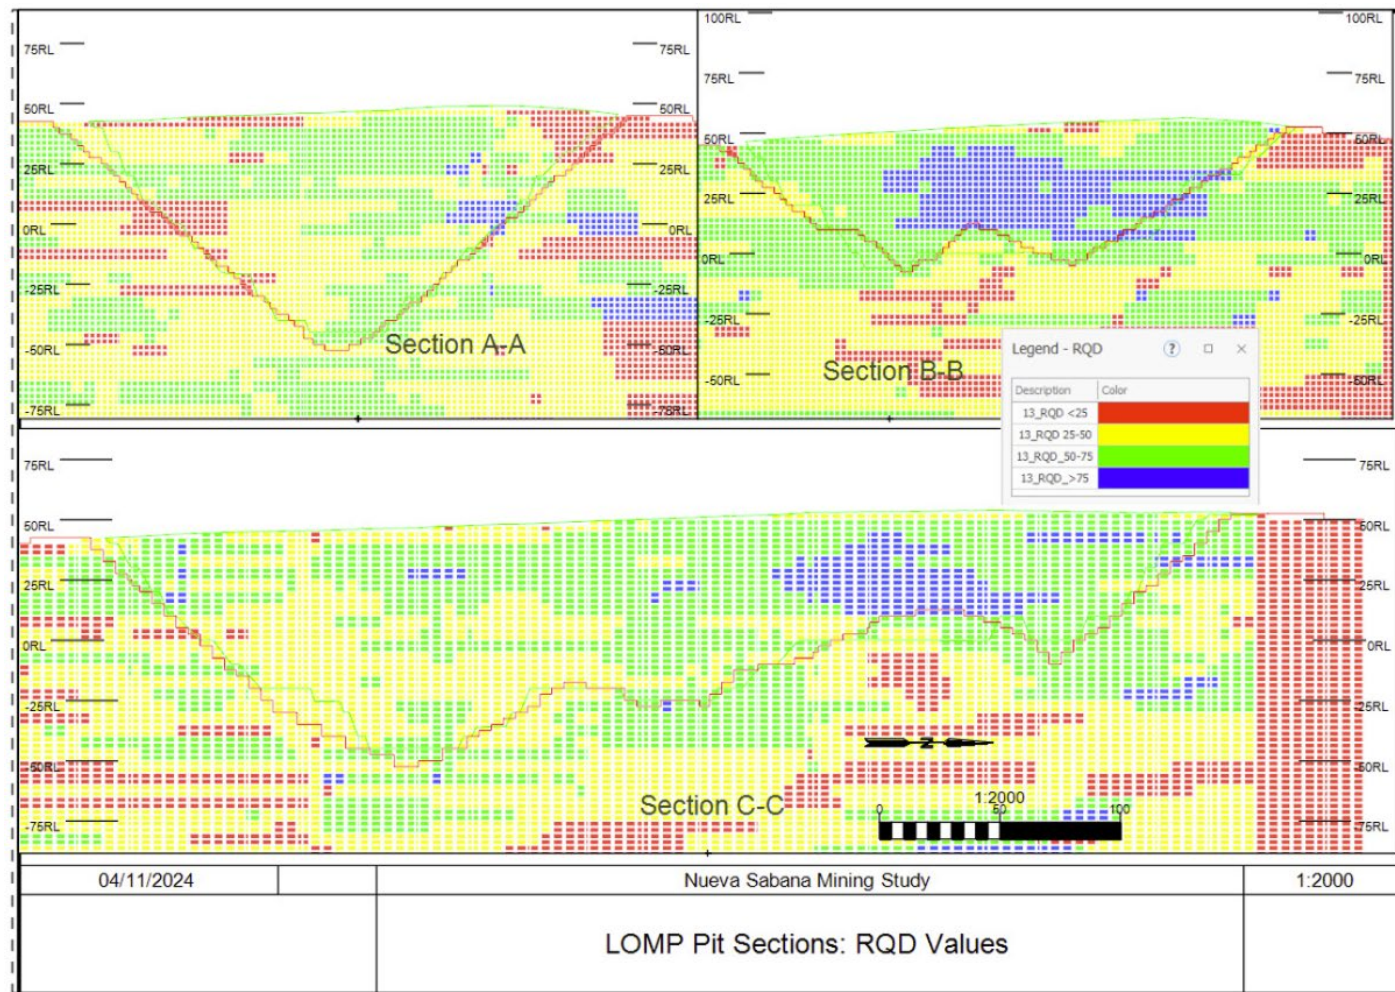 100RL
100RL
75RL
75RL
75RL
75RL
50RL
50RL
50RL
50RL
25RL
25RL
25RL
25RL
0RL
0RL
0RL
0RL
-25RL
-25RL
-25RL
-25RL
-50RL
-50RL
-50RL
-50RL
-75RL
-75RL
Section A-A
Section B-B
Legend - RQD
?
Description Color
13_RQD <25
13_RQD 25-50
13_RQD_50-75
13_RQD_>75
75RL
75RL
50RL
50RL
25RL
25RL
0RL
0RL
-25RL
-25RL
-50RL
-50RL
-75RL
-75RL
N
Section C-C
1:2000
0 50 100
04/11/2024 Nueva Sabana Mining Study 1:2000
LOMP Pit Sections: RQD Values